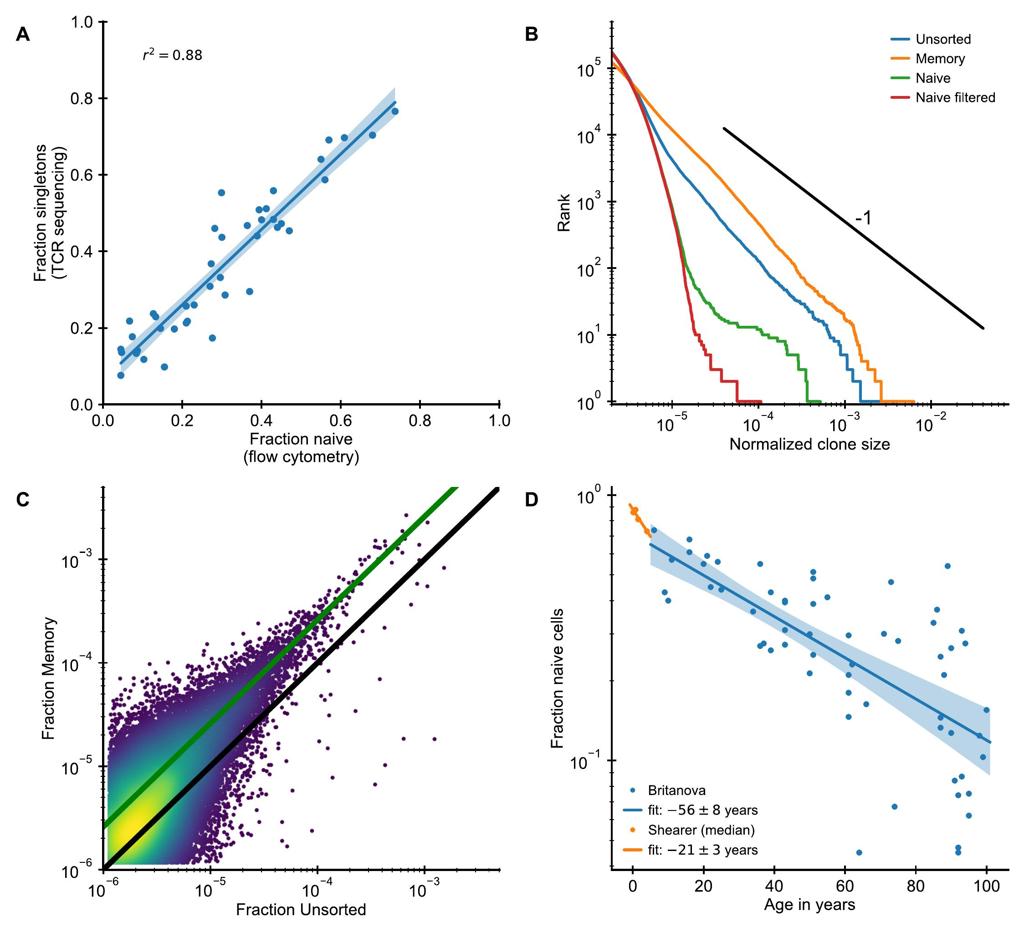 A
r² = 0.88
Fraction singletons
(TCR sequencing)
1.0
0.8
0.6
0.4
0.2
0.0
0.0 0.2 0.4 0.6 0.8 1.0
Fraction naive
(flow cytometry)
B
Unsorted
Memory
Naive
Naive filtered
-1
Rank
10⁵
10⁴
10³
10²
10¹
10⁰
10⁻⁵ 10⁻⁴ 10⁻³ 10⁻²
Normalized clone size
C
Fraction Memory
10⁻³
10⁻⁴
10⁻⁵
10⁻⁶
10⁻⁶ 10⁻⁵ 10⁻⁴ 10⁻³
Fraction Unsorted
D
Fraction naive cells
10⁰
10⁻¹
Britanova
fit: −56 ± 8 years
Shearer (median)
fit: −21 ± 3 years
0 20 40 60 80 100
Age in years